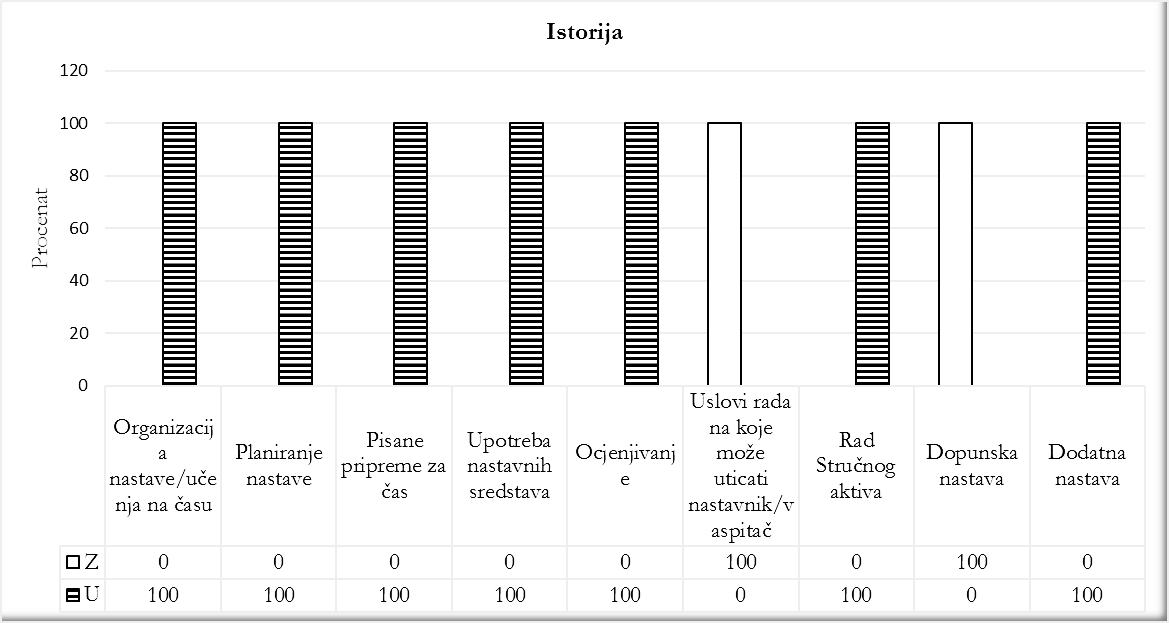 Istorija
120
100
80
60
40
20
0
Procenat
Organizacij
a
nastave/uče
nja na času
Planiranje
nastave
Pisane
pripreme za
čas
Upotreba
nastavnih
sredstava
Ocjenjivanj
e
Uslovi rada
na koje
može
uticati
nastavnik/v
aspitač
Rad
Stručnog
aktiva
Dopunska
nastava
Dodatna
nastava
Z 0 0 0 0 0 100 0 100 0
U 100 100 100 100 100 0 100 0 100